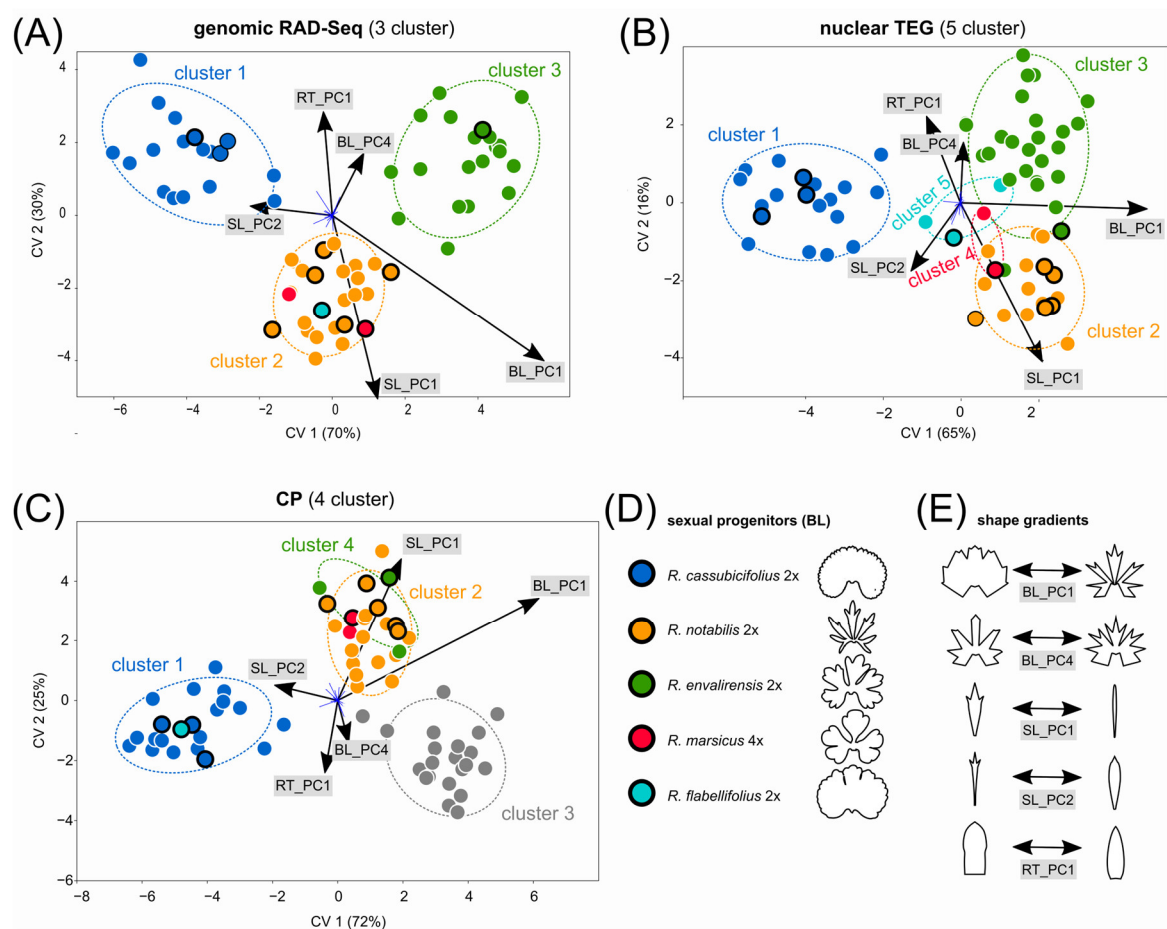 (A)
genomic RAD-Seq (3 cluster)
cluster 1
cluster 3
RT_PC1
BL_PC4
SL_PC2
cluster 2
BL_PC1
SL_PC1
4
2
0
−2
−4
CV 2 (30%)
−6
−4
−2
0
2
4
CV 1 (70%)
(B)
nuclear TEG (5 cluster)
cluster 3
cluster 1
RT_PC1
BL_PC4
cluster 5
BL_PC1
SL_PC2
cluster 4
cluster 2
SL_PC1
4
2
0
−2
−4
CV 2 (16%)
−4
−2
0
2
CV 1 (65%)
(C)
CP (4 cluster)
cluster 4
SL_PC1
cluster 2
BL_PC1
cluster 1
SL_PC2
BL_PC4
RT_PC1
cluster 3
6
4
2
0
−2
−4
−6
CV 2 (25%)
−8
−6
−4
−2
0
2
4
6
CV 1 (72%)
(D)
sexual progenitors (BL)
R. cassubicifolius 2x
R. notabilis 2x
R. envalirensis 2x
R. marsicus 4x
R. flabellifolius 2x
(E)
shape gradients
BL_PC1
BL_PC4
SL_PC1
SL_PC2
RT_PC1